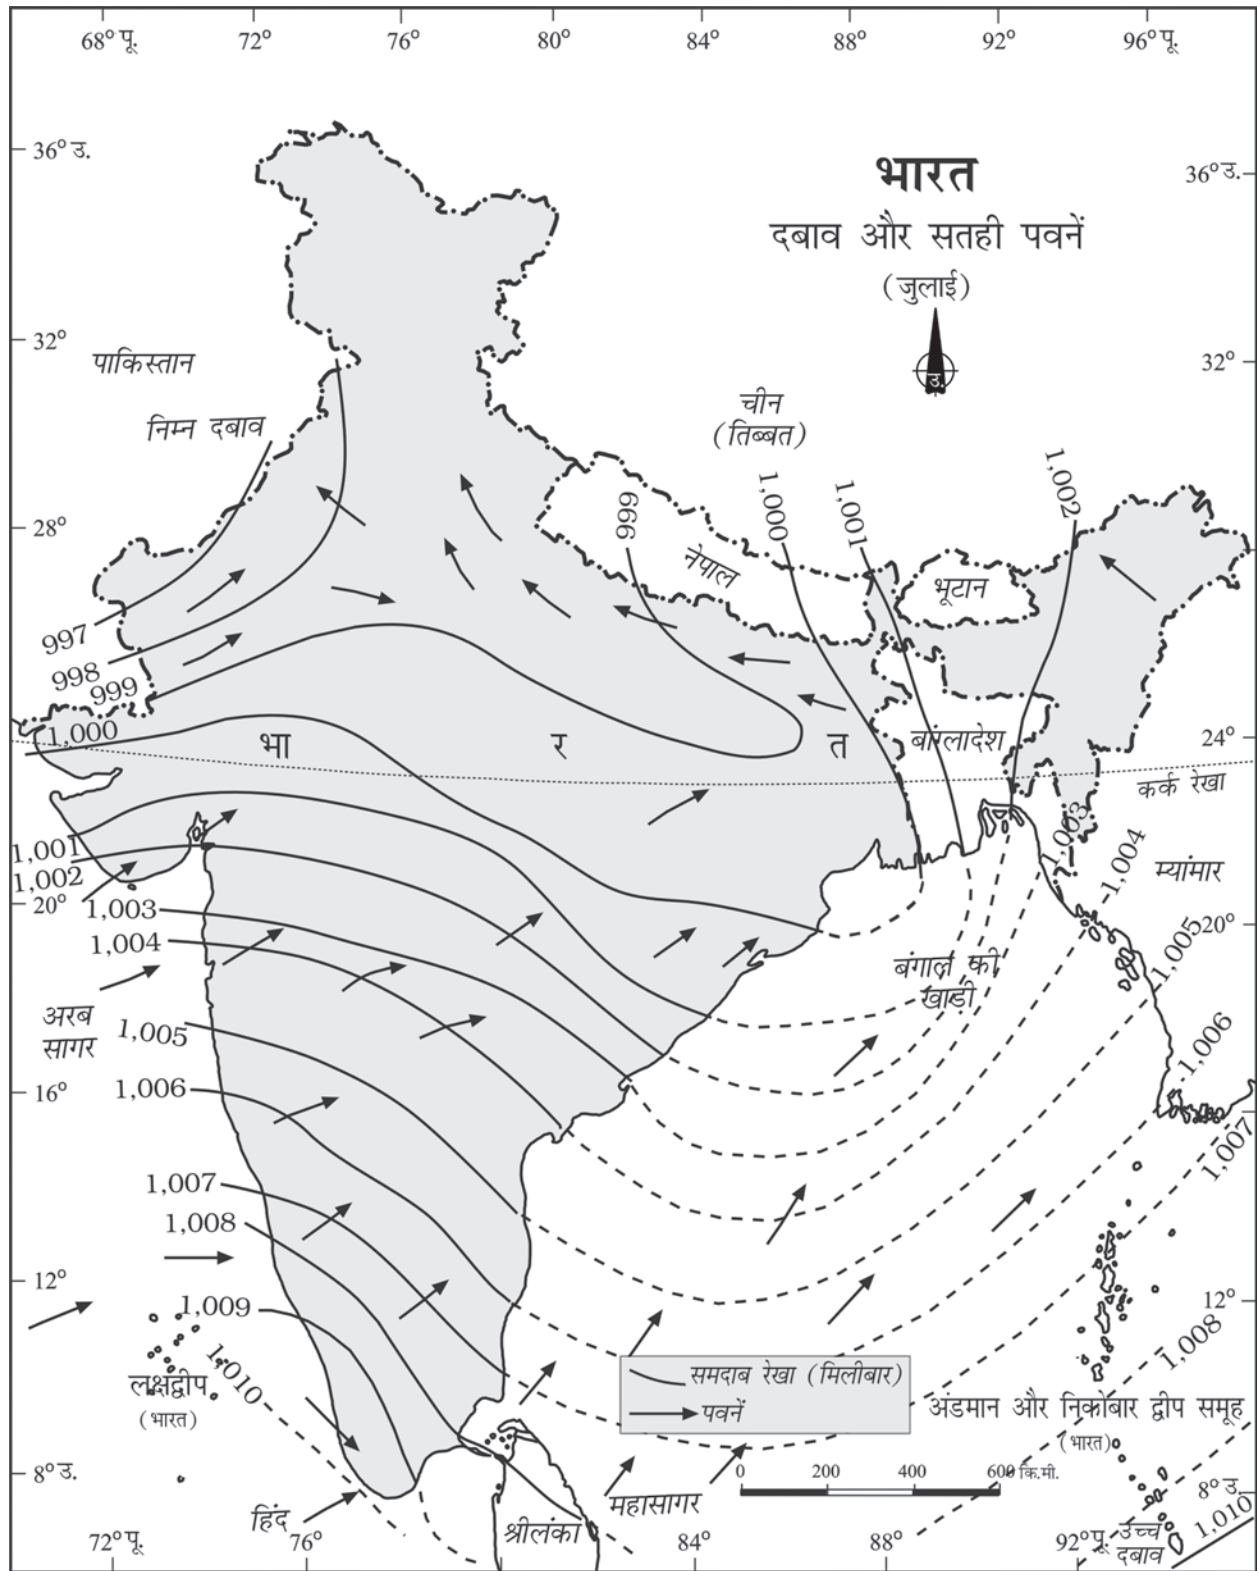 68° पू.
72°
76°
80°
84°
88°
92°
96° पू.
36° उ.
भारत
36° उ.
दबाव और सतही पवनें
(जुलाई)
32°
पाकिस्तान
32°
उ.
चीन
(तिब्बत)
निम्न दबाव
1,000
1,001
1,002
999
28°
नेपाल
भूटान
997
998
999
1,000
भा
र
त
बांग्लादेश
24°
कर्क रेखा
1,003
1,001
1,002
1,004
म्यांमार
20°
1,003
20°
1,004
1,005
बंगाल की
खाडी
अरब
सागर
1,005
1,006
16°
1,006
1,007
1,007
1,008
12°
1,009
12°
1,008
1,010
लक्षद्वीप
(भारत)
समदाब रेखा (मिलीबार)
पवनें
अंडमान और निकोबार द्वीप समूह
(भारत)
0
200
400
600 कि.मी.
8° उ.
8° उ.
हिंद
महासागर
श्रीलंका
उच्च
दबाव
1,010
72° पू.
76°
84°
88°
92° पू.